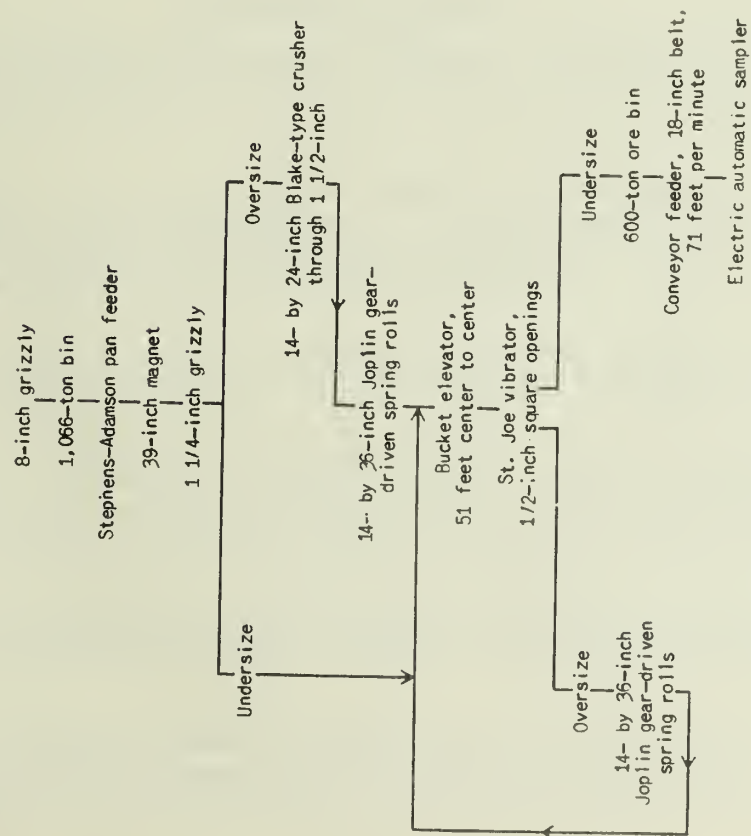 8-inch grizzly
1,066-ton bin
Stephens-Adamson pan feeder
39-inch magnet
1 1/4-inch grizzly
Undersize
Oversize
14- by 24-inch Blake-type crusher
through 1 1/2-inch
14- by 36-inch Joplin gear-
driven spring rolls
Bucket elevator,
51 feet center to center
St. Joe vibrator,
1/2-inch square openings
Oversize
14- by 36-inch
Joplin gear-driven
spring rolls
Undersize
600-ton ore bin
Conveyor feeder, 18-inch belt,
71 feet per minute
Electric automatic sampler